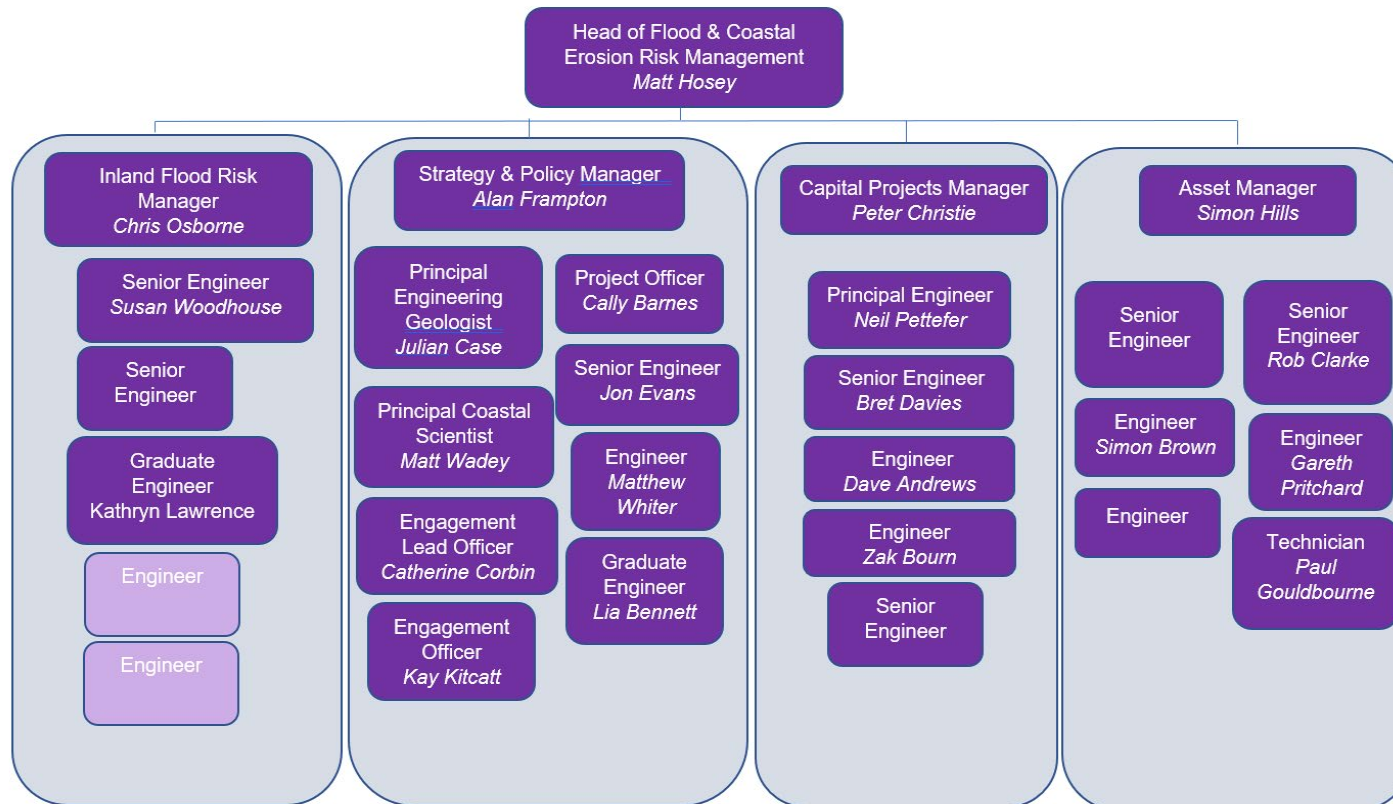 Head of Flood & Coastal
Erosion Risk Management
Matt Hosey
Inland Flood Risk
Manager
Chris Osborne
Senior Engineer
Susan Woodhouse
Senior
Engineer
Graduate
Engineer
Kathryn Lawrence
Engineer
Engineer
Strategy & Policy Manager
Alan Frampton
Principal
Engineering
Geologist
Julian Case
Principal Coastal
Scientist
Matt Wadey
Engagement
Lead Officer
Catherine Corbin
Engagement
Officer
Kay Kitcatt
Project Officer
Cally Barnes
Senior Engineer
Jon Evans
Engineer
Matthew
Whiter
Graduate
Engineer
Lia Bennett
Capital Projects Manager
Peter Christie
Principal Engineer
Neil Pettefer
Senior Engineer
Bret Davies
Engineer
Dave Andrews
Engineer
Zak Bourn
Senior
Engineer
Asset Manager
Simon Hills
Senior
Engineer
Engineer
Simon Brown
Engineer
Senior
Engineer
Rob Clarke
Engineer
Gareth
Pritchard
Technician
Paul
Gouldbourne